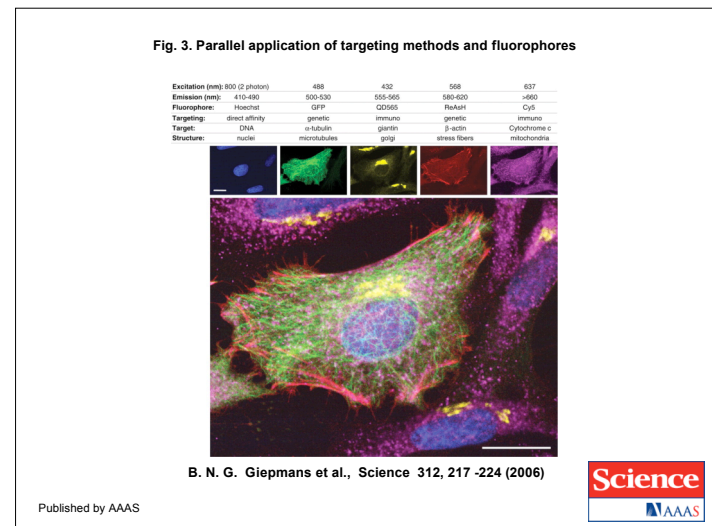 Fig. 3. Parallel application of targeting methods and fluorophores
Excitation (nm): 800 (2 photon) 488 432 568 637
Emission (nm): 410-490 500-530 555-565 580-620 >660
Fluorophore: Hoechst GFP QD565 ReAsH Cy5
Targeting: direct affinity genetic immuno genetic immuno
Target: DNA α-tubulin giantin β-actin Cytochrome c
Structure: nuclei microtubules golgi stress fibers mitochondria
B. N. G. Giepmans et al., Science 312, 217 -224 (2006)
Published by AAAS
Science
AAAS